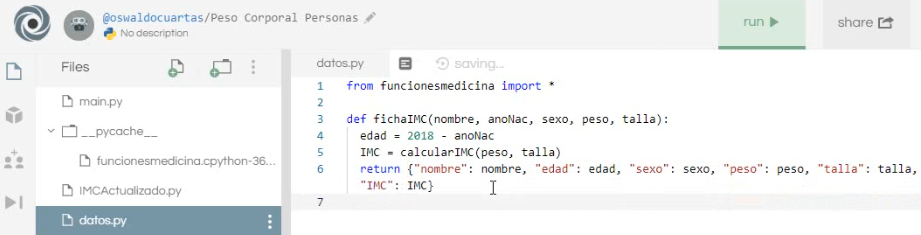 @oswaldocuartas/Peso Corporal Personas
No description
run
share
Files
main.py
__pycache__
funcionesmedicina.cpython-36...
IMCActualizado.py
datos.py
datos.py
saving...
1 from funcionesmedicina import *
2
3 def fichaIMC(nombre, anoNac, sexo, peso, talla):
4 edad = 2018 - anoNac
5 IMC = calcularIMC(peso, talla)
6 return {"nombre": nombre, "edad": edad, "sexo": sexo, "peso": peso, "talla": talla,
"IMC": IMC}
7